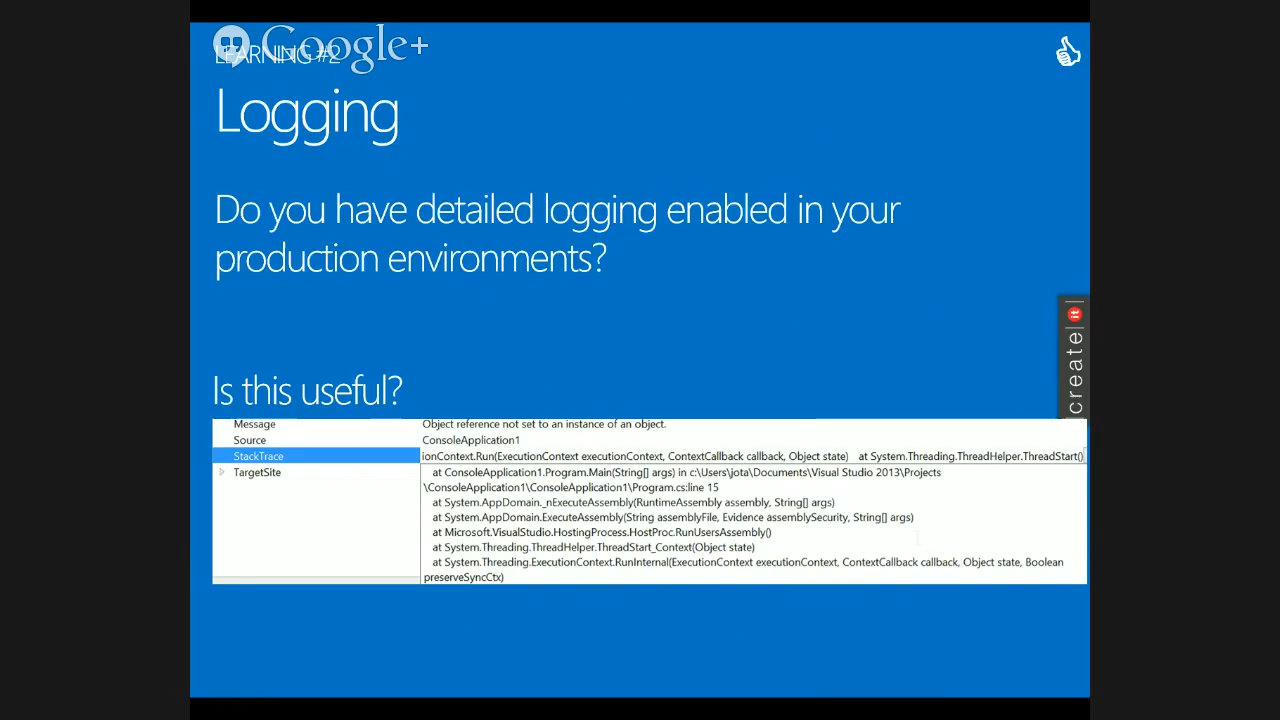 Google+
LEARNING #2
Logging
Do you have detailed logging enabled in your
production environments?
create it
Is this useful?
Message Object reference not set to an instance of an object.
Source ConsoleApplication1
StackTrace ionContext.Run(ExecutionContext executionContext, ContextCallback callback, Object state) at System.Threading.ThreadHelper.ThreadStart()
TargetSite at ConsoleApplication1.Program.Main(String[] args) in c:\Users\jota\Documents\Visual Studio 2013\Projects
\ConsoleApplication1\ConsoleApplication1\Program.cs:line 15
at System.AppDomain._nExecuteAssembly(RuntimeAssembly assembly, String[] args)
at System.AppDomain.ExecuteAssembly(String assemblyFile, Evidence assemblySecurity, String[] args)
at Microsoft.VisualStudio.HostingProcess.HostProc.RunUsersAssembly()
at System.Threading.ThreadHelper.ThreadStart_Context(Object state)
at System.Threading.ExecutionContext.RunInternal(ExecutionContext executionContext, ContextCallback callback, Object state, Boolean
preserveSyncCtx)